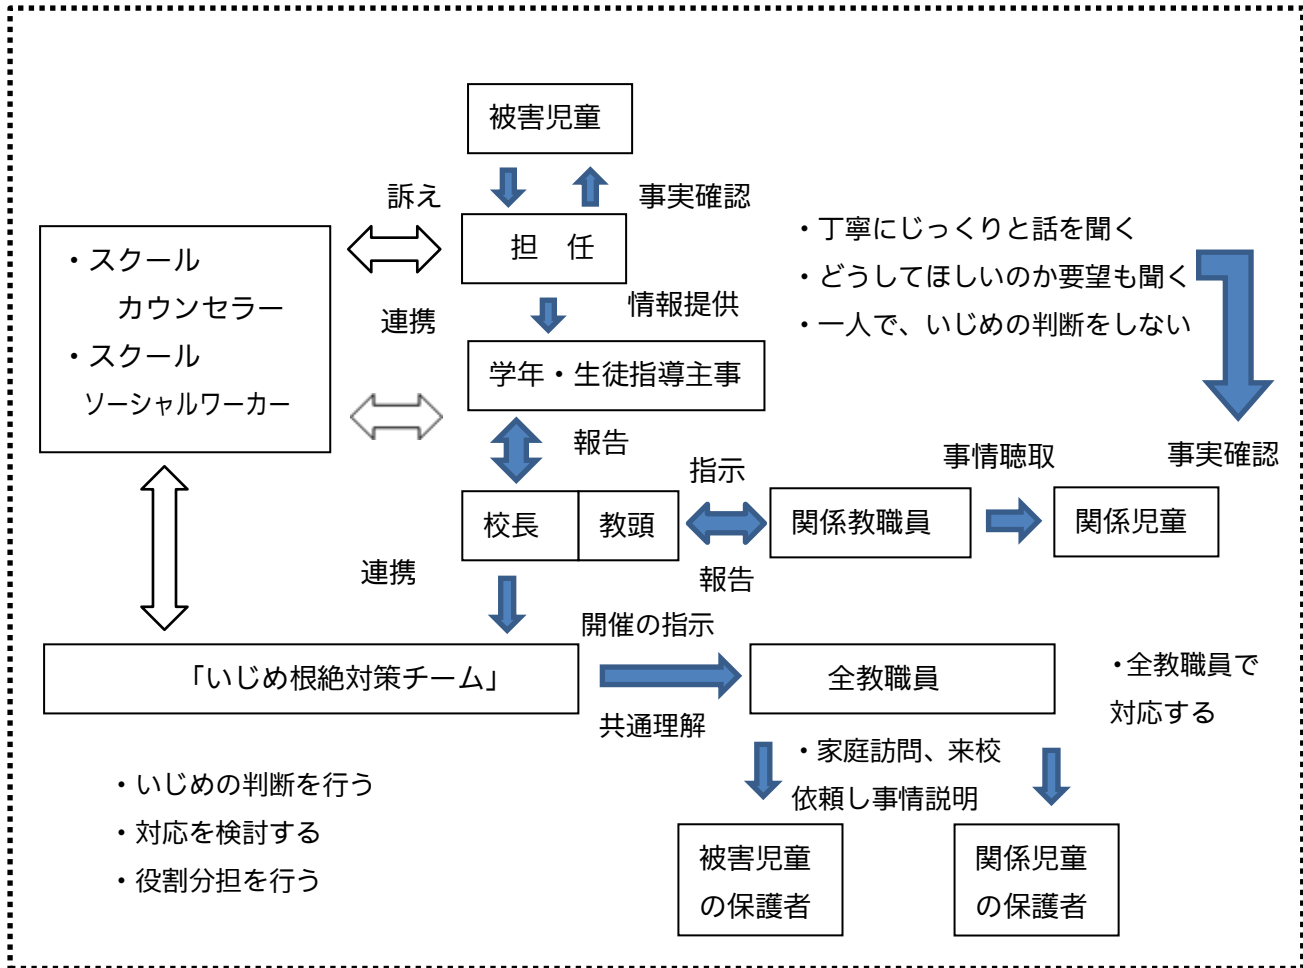 被害児童
訴え
事実確認
・スクール
カウンセラー
・スクール
ソーシャルワーカー
担　任
連携
情報提供
・丁寧にじっくりと話を聞く
・どうしてほしいのか要望も聞く
・一人で、いじめの判断をしない
学年・生徒指導主事
報告
指示
事情聴取
事実確認
校長
教頭
関係教職員
関係児童
連携
報告
開催の指示
「いじめ根絶対策チーム」
全教職員
・全教職員で
対応する
共通理解
・家庭訪問、来校
依頼し事情説明
・いじめの判断を行う
・対応を検討する
・役割分担を行う
被害児童
の保護者
関係児童
の保護者